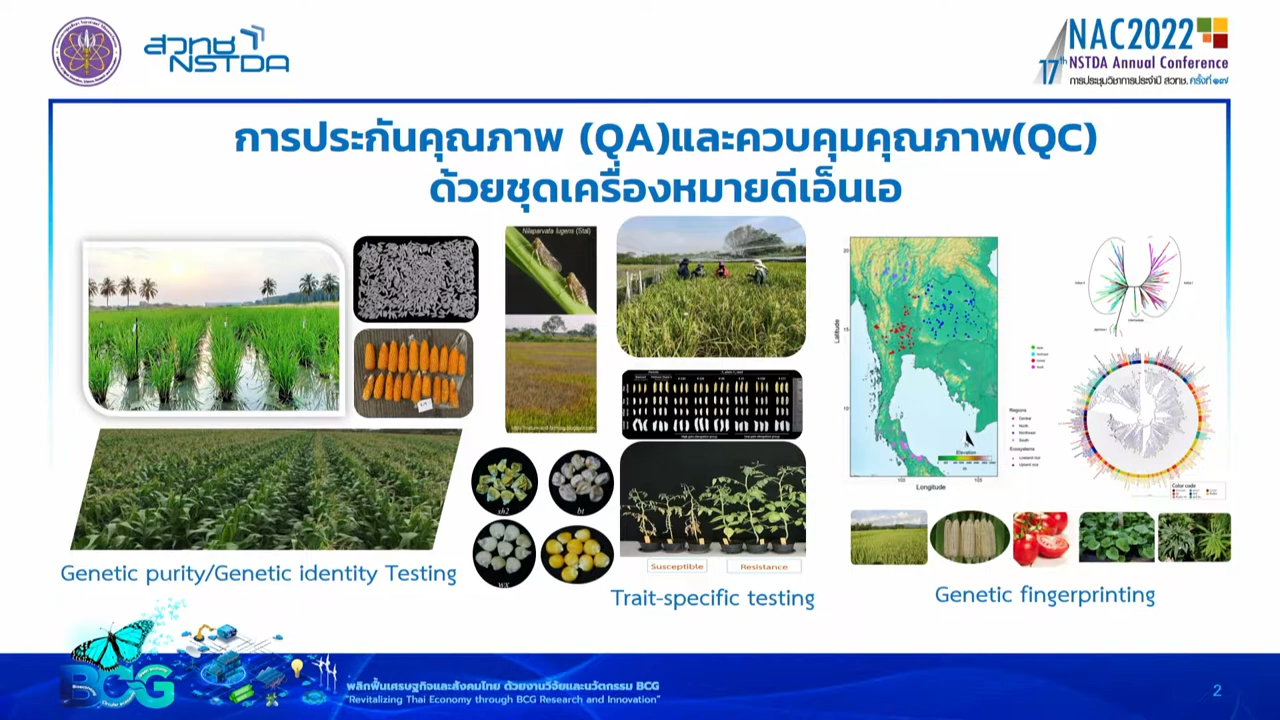 สวทช
NSTDA
NAC2022
17th NSTDA Annual Conference
การประชุมวิชาการประจำปี สวทช. ครั้งที่ ๑๗
การประกันคุณภาพ (QA)และควบคุมคุณภาพ(QC)
ด้วยชุดเครื่องหมายดีเอ็นเอ
Nilaparvata lugens (Stal)
sh2
bt
wx
Susceptible
Resistance
Latitude
Longitude
20
15
10
100
105
Elevation
Regions
Central
North
Northeast
South
Ecosystems
Color code
Genetic purity/Genetic identity Testing
Trait-specific testing
Genetic fingerprinting
BCG
พลิกฟื้นเศรษฐกิจและสังคมไทย ด้วยงานวิจัยและนวัตกรรม BCG
"Revitalizing Thai Economy through BCG Research and Innovation"
2